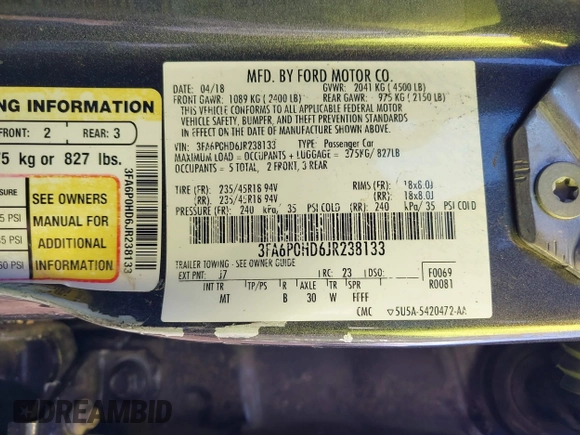 NG INFORMATION
FRONT: 2 REAR: 3
75 kg or 827 lbs.
SSURE
5 PSI
5 PSI
60 PSI
SEE OWNERS
MANUAL FOR
ADDITIONAL
INFORMATION
3FA6P0HD6JR238133
MFD. BY FORD MOTOR CO.
DATE: 04/18 GVWR: 2041 KG (4500 LB)
FRONT GAWR: 1089 KG (2400 LB) REAR GAWR: 975 KG (2150 LB)
THIS VEHICLE CONFORMS TO ALL APPLICABLE FEDERAL MOTOR
VEHICLE SAFETY, BUMPER, AND THEFT PREVENTION STANDARDS
IN EFFECT ON THE DATE OF MANUFACTURE SHOWN ABOVE.
VIN: 3FA6P0HD6JR238133 TYPE: Passenger Car
MAXIMUM LOAD = OCCUPANTS + LUGGAGE = 375KG/ 827LB
OCCUPANTS = 5 TOTAL, 2 FRONT, 3 REAR
TIRE (FR): 235/45R18 94V RIMS (FR): 18x8.0J
(RR): 235/45R18 94V (RR): 18x8.0J
PRESSURE (FR): 240 kPa/ 35 PSI COLD (RR): 240 kPa/ 35 PSI COLD
3FA6P0HD6JR238133
TRAILER TOWING - SEE OWNER GUIDE
EXT PNT: J7 RC: 23 DSO: F0069
INT TR TP/PS R AXLE TR SPR R0081
MT B 30 W FFFF
CMC 5U5A-5420472-AA
DREAMBID